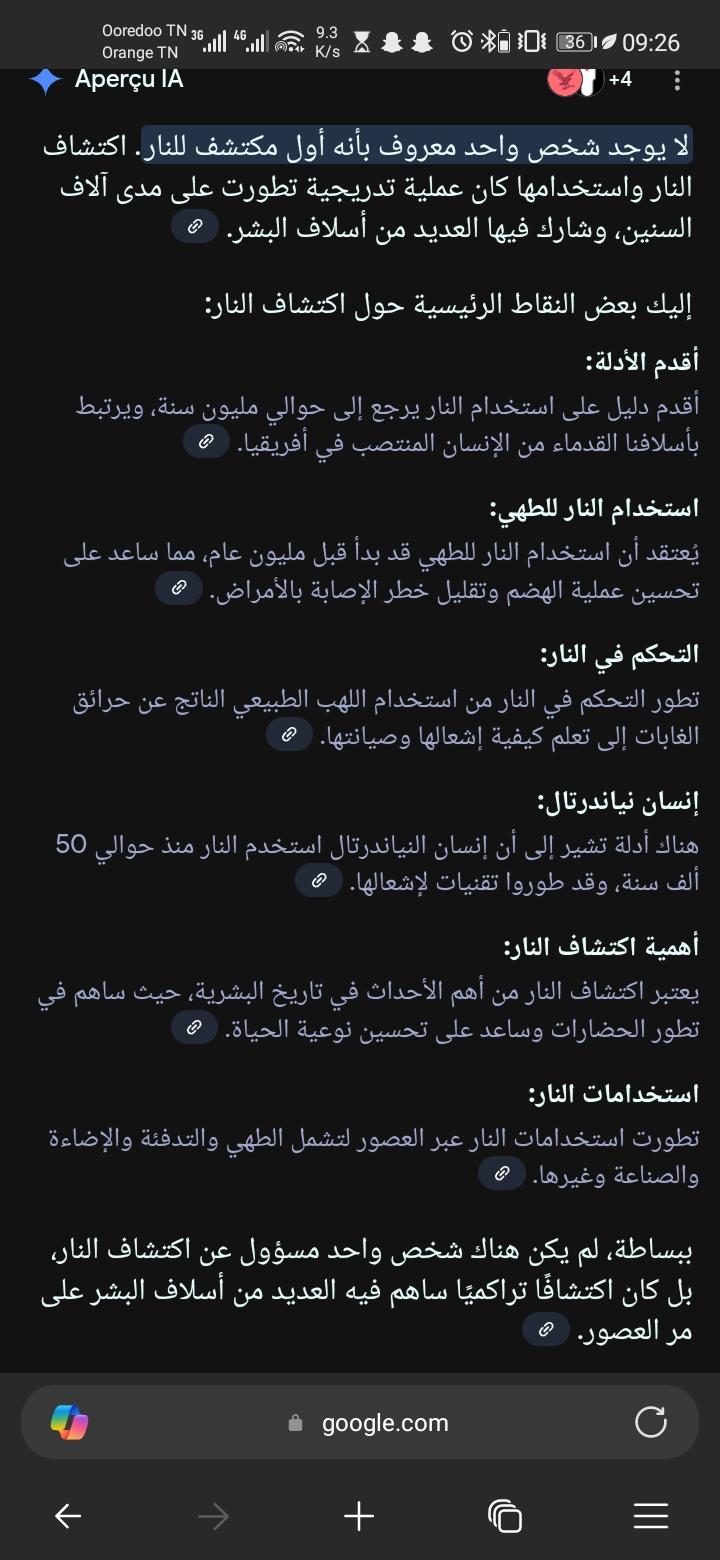 Ooredoo TN 3G 4G 9.3 K/s 36 09:26
Orange TN
Aperçu IA +4
لا يوجد شخص واحد معروف بأنه أول مكتشف للنار. اكتشاف
النار واستخدامها كان عملية تدريجية تطورت على مدى آلاف
السنين، وشارك فيها العديد من أسلاف البشر.
إليك بعض النقاط الرئيسية حول اكتشاف النار:
أقدم الأدلة:
أقدم دليل على استخدام النار يرجع إلى حوالي مليون سنة، ويرتبط
بأسلافنا القدماء من الإنسان المنتصب في أفريقيا.
استخدام النار للطهي:
يُعتقد أن استخدام النار للطهي قد بدأ قبل مليون عام، مما ساعد على
تحسين عملية الهضم وتقليل خطر الإصابة بالأمراض.
التحكم في النار:
تطور التحكم في النار من استخدام اللهب الطبيعي الناتج عن حرائق
الغابات إلى تعلم كيفية إشعالها وصيانتها.
إنسان نياندرتال:
هناك أدلة تشير إلى أن إنسان النياندرتال استخدم النار منذ حوالي 50
ألف سنة، وقد طوروا تقنيات لإشعالها.
أهمية اكتشاف النار:
يعتبر اكتشاف النار من أهم الأحداث في تاريخ البشرية، حيث ساهم في
تطور الحضارات وساعد على تحسين نوعية الحياة.
استخدامات النار:
تطورت استخدامات النار عبر العصور لتشمل الطهي والتدفئة والإضاءة
والصناعة وغيرها.
ببساطة، لم يكن هناك شخص واحد مسؤول عن اكتشاف النار،
بل كان اكتشافًا تراكميًا ساهم فيه العديد من أسلاف البشر على
مر العصور.
google.com